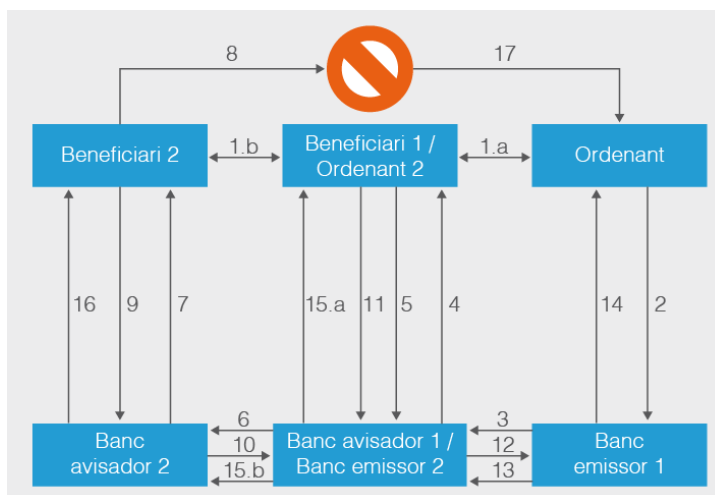 8
17
Beneficiari 2
1.b
Beneficiari 1 /
Ordenant 2
1.a
Ordenant
16
9
7
15.a
11
5
4
14
2
6
3
Banc
avisador 2
10
15.b
Banc avisador 1 /
Banc emissor 2
12
13
Banc
emissor 1